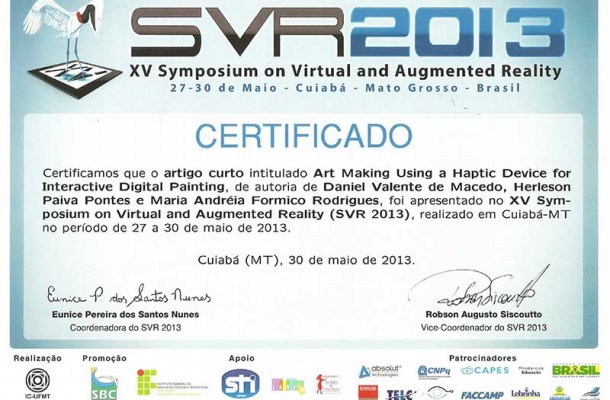 SVR2013
XV Symposium on Virtual and Augmented Reality
27-30 de Maio - Cuiabá - Mato Grosso - Brasil
CERTIFICADO
Certificamos que o artigo curto intitulado Art Making Using a Haptic Device for
Interactive Digital Painting, de autoria de Daniel Valente de Macedo, Herleson
Paiva Pontes e Maria Andréia Formico Rodrigues, foi apresentado no XV Sym-
posium on Virtual and Augmented Reality (SVR 2013), realizado em Cuiabá-MT
no período de 27 a 30 de maio de 2013.
Cuiabá (MT), 30 de maio de 2013.
Eunice P. dos Santos Nunes
Eunice Pereira dos Santos Nunes
Coordenadora do SVR 2013
Robson Augusto Siscoutto
Vice-Coordenador do SVR 2013
Realização Promoção Apoio Patrocinadores
IC-UFMT
SBC
sti
absolut technologies
CNPq
CAPES
Ministério da Educação
BRASIL
FACCAMP
Lebrinha